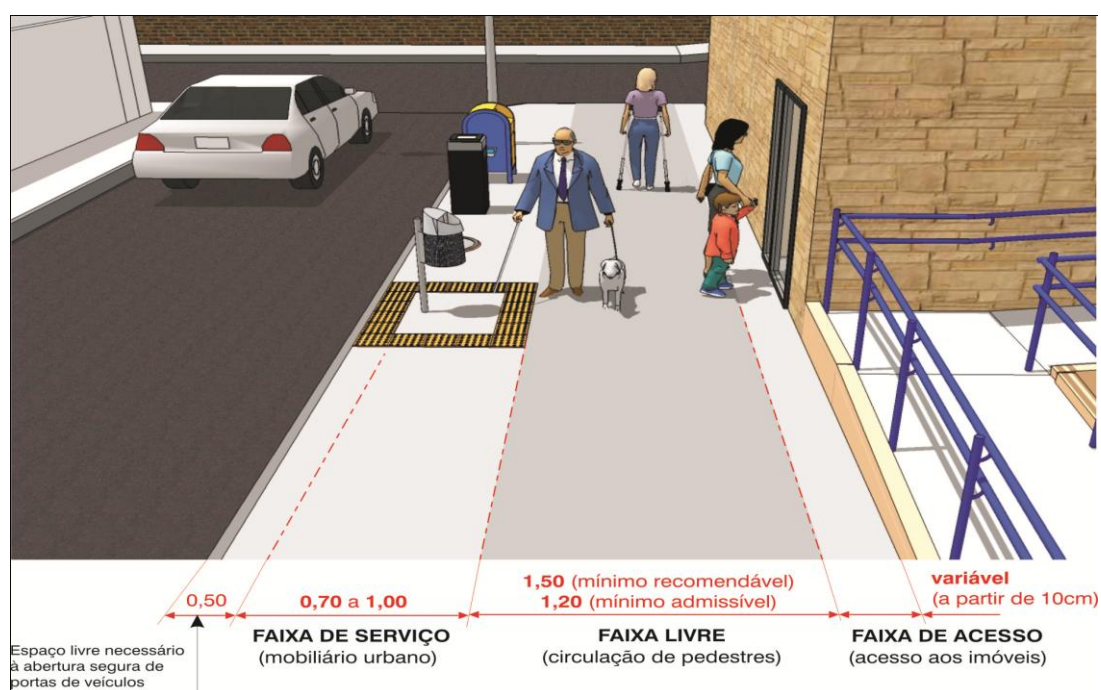 0,50
Espaço livre necessário
à abertura segura de
portas de veículos
0,70 a 1,00
FAIXA DE SERVIÇO
(mobiliário urbano)
1,50 (mínimo recomendável)
1,20 (mínimo admissível)
FAIXA LIVRE
(circulação de pedestres)
variável
(a partir de 10cm)
FAIXA DE ACESSO
(acesso aos imóveis)